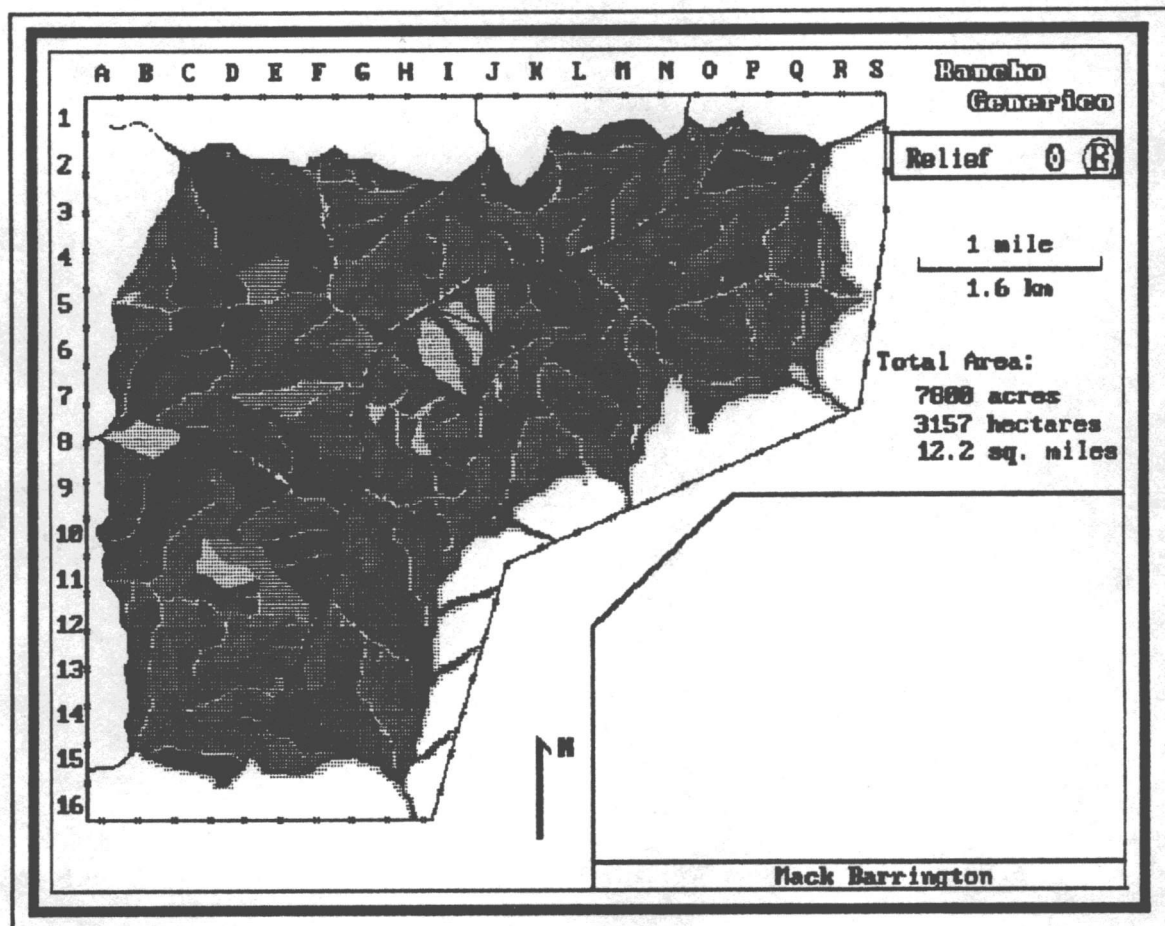 A B C D E F G H I J K L M N O P Q R S
Rancho
Generico
1
2
Relief 0 R
3
4
1 mile
5
1.6 km
6
Total Area:
7
7800 acres
3157 hectares
8
12.2 sq. miles
9
10
11
12
13
14
15
N
16
Mack Barrington